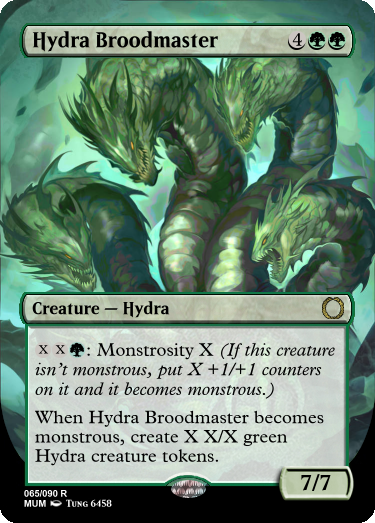 Hydra Broodmaster 4
Creature — Hydra
X X : Monstrosity X (If this creature
isn't monstrous, put X +1/+1 counters
on it and it becomes monstrous.)
When Hydra Broodmaster becomes
monstrous, create X X/X green
Hydra creature tokens.
7/7
065/090 R
MUM Tung 6458